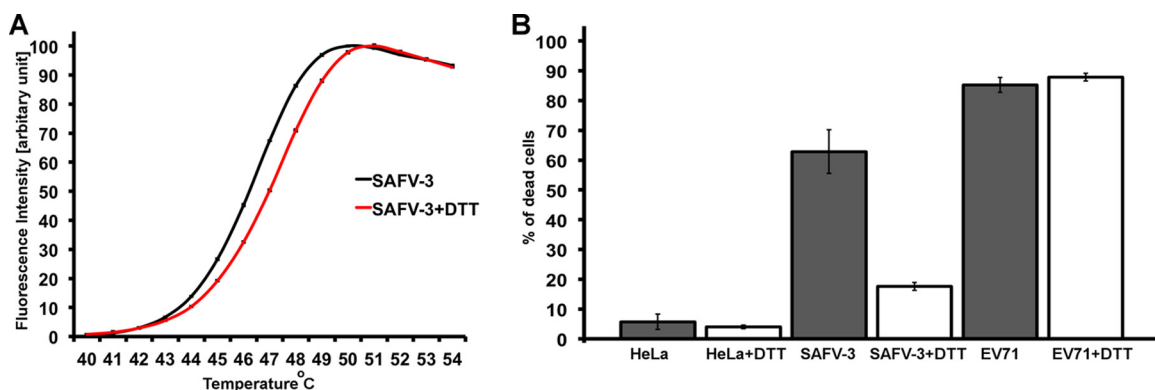 A
Fluorescence Intensity [arbitary unit]
100
90
80
70
60
50
40
30
20
10
0
SAFV-3
SAFV-3+DTT
40 41 42 43 44 45 46 47 48 49 50 51 52 53 54
Temperature°C
B
% of dead cells
100
90
80
70
60
50
40
30
20
10
0
HeLa HeLa+DTT SAFV-3 SAFV-3+DTT EV71 EV71+DTT